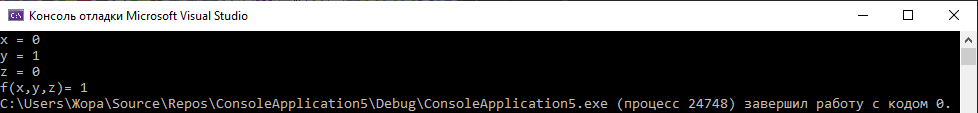 Консоль отладки Microsoft Visual Studio
x = 0
y = 1
z = 0
f(x,y,z)= 1
C:\Users\Жора\Source\Repos\ConsoleApplication5\Debug\ConsoleApplication5.exe (процесс 24748) завершил работу с кодом 0.